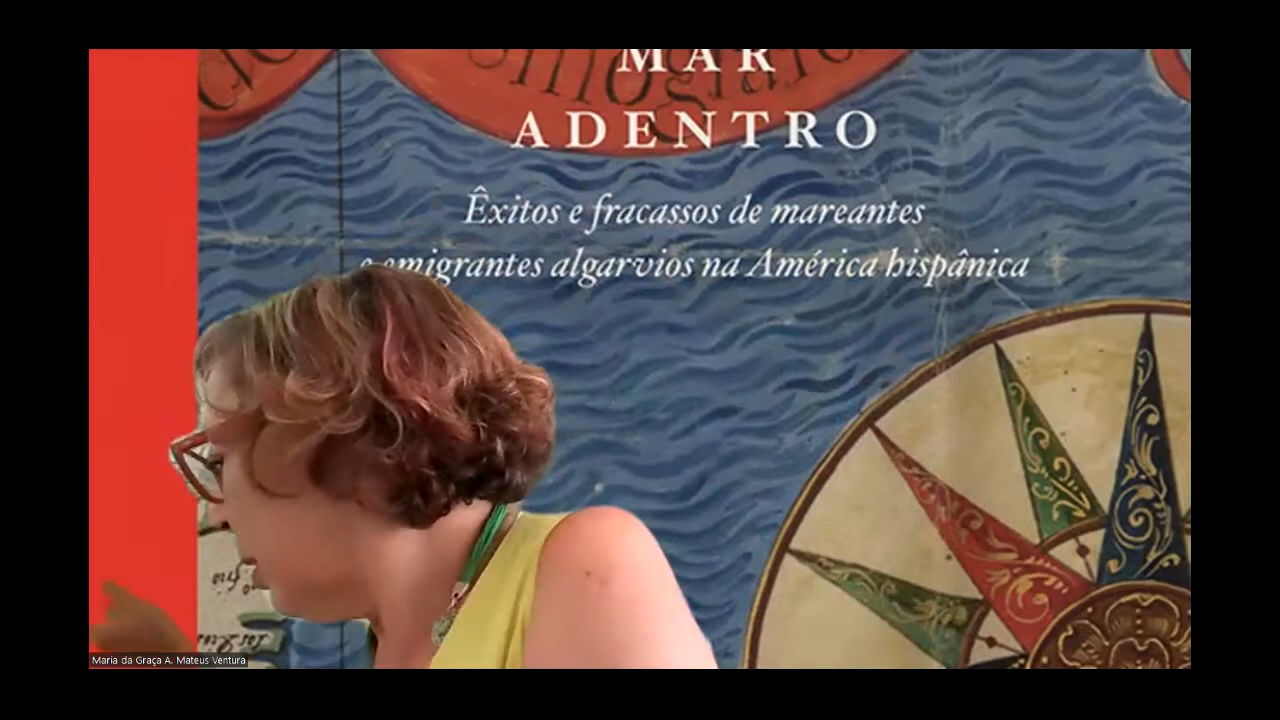 MAR
ADENTRO
Êxitos e fracassos de mareantes
e emigrantes algarvios na América hispânica
Maria da Graça A. Mateus Ventura